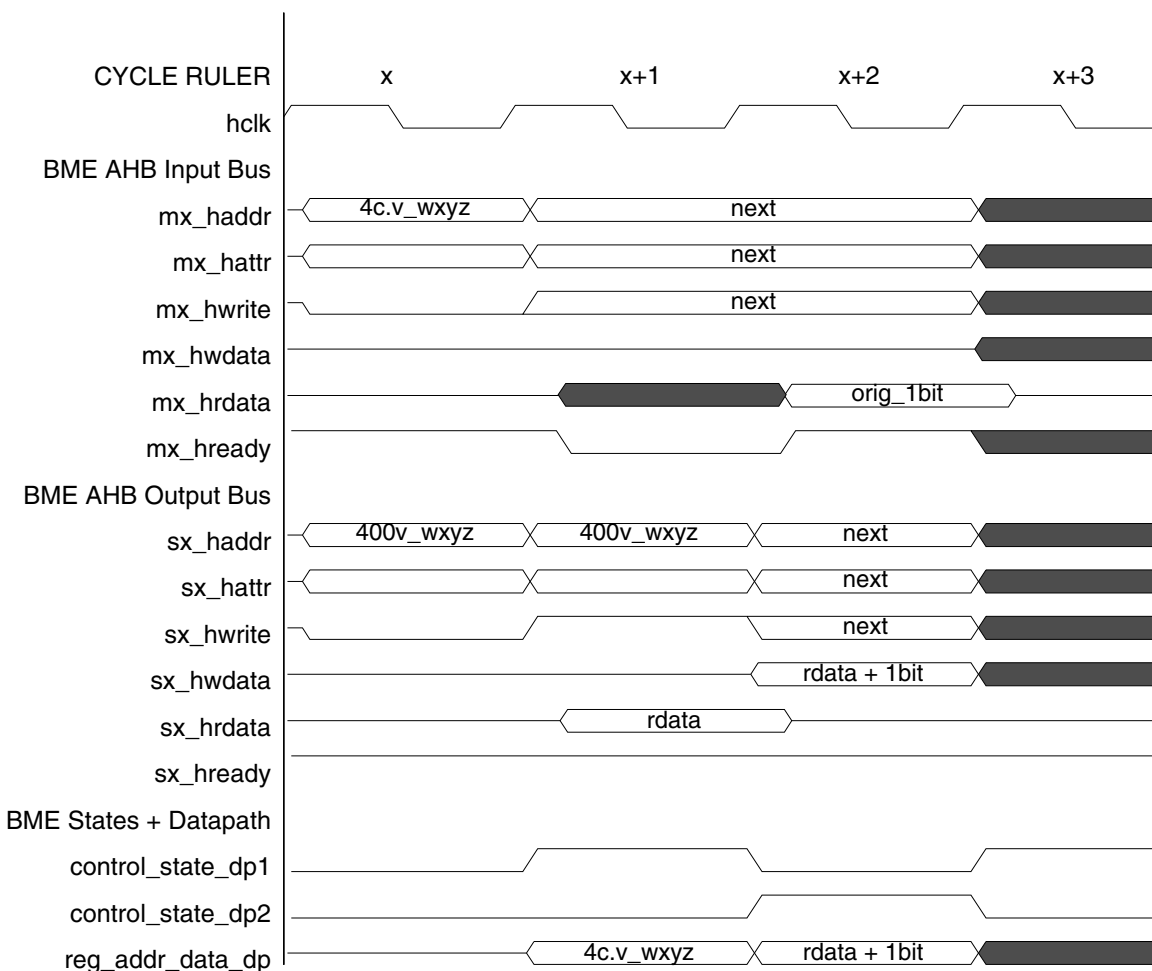 CYCLE RULER x x+1 x+2 x+3
hclk
BME AHB Input Bus
mx_haddr 4c.v_wxyz next
mx_hattr next
mx_hwrite next
mx_hwdata
mx_hrdata orig_1bit
mx_hready
BME AHB Output Bus
sx_haddr 400v_wxyz 400v_wxyz next
sx_hattr next
sx_hwrite next
sx_hwdata rdata + 1bit
sx_hrdata rdata
sx_hready
BME States + Datapath
control_state_dp1
control_state_dp2
reg_addr_data_dp 4c.v_wxyz rdata + 1bit